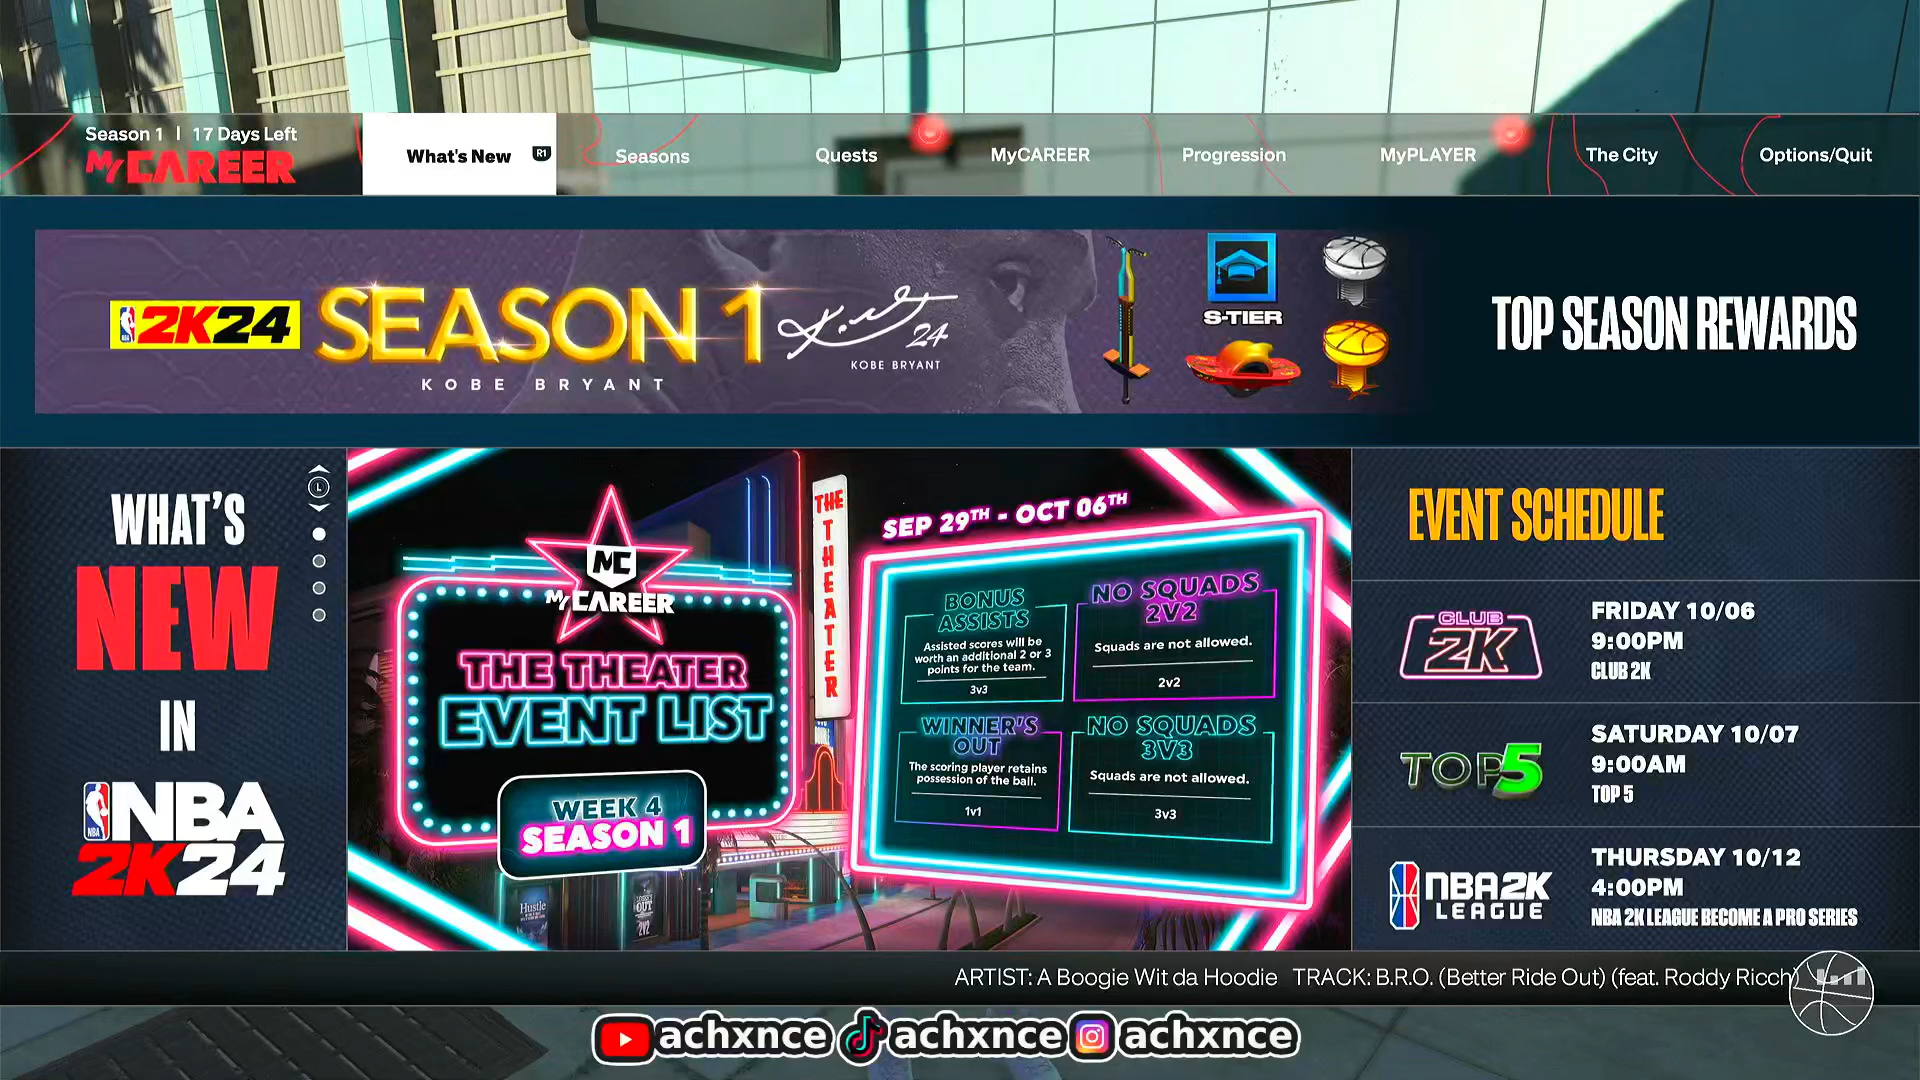 Season 1 | 17 Days Left
MyCAREER
What's New
R1
Seasons
Quests
MyCAREER
Progression
MyPLAYER
The City
Options/Quit
NBA 2K24
SEASON 1
KOBE BRYANT
24
KOBE BRYANT
S-TIER
TOP SEASON REWARDS
WHAT'S
NEW
IN
NBA
2K24
L
MC
MyCAREER
THE THEATER
EVENT LIST
WEEK 4
SEASON 1
THE THEATER
Hustle
SEP 29TH - OCT 06TH
BONUS
ASSISTS
Assisted scores will be
worth an additional 2 or 3
points for the team.
3v3
NO SQUADS
2V2
Squads are not allowed.
2v2
WINNER'S
OUT
The scoring player retains
possession of the ball.
1v1
NO SQUADS
3V3
Squads are not allowed.
3v3
EVENT SCHEDULE
CLUB
2K
FRIDAY 10/06
9:00PM
CLUB 2K
TOP5
SATURDAY 10/07
9:00AM
TOP 5
NBA2K
LEAGUE
THURSDAY 10/12
4:00PM
NBA 2K LEAGUE BECOME A PRO SERIES
ARTIST: A Boogie Wit da Hoodie TRACK: B.R.O. (Better Ride Out) (feat. Roddy Ricch)
achxnce achxnce achxnce